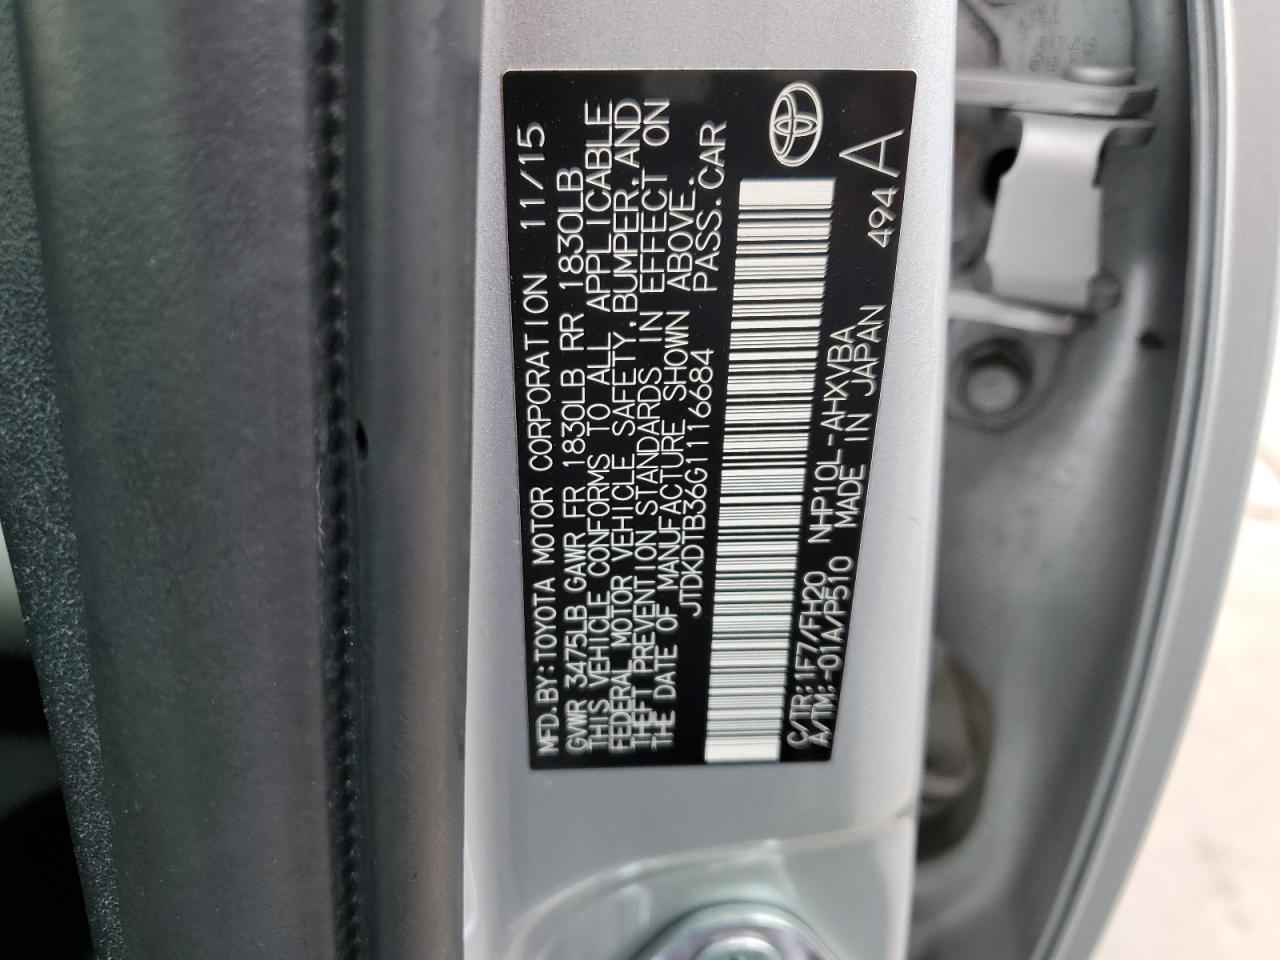 MFD.BY:TOYOTA MOTOR CORPORATION 11/15
GVWR 3475LB GAWR FR 1830LB RR 1830LB
THIS VEHICLE CONFORMS TO ALL APPLICABLE
FEDERAL MOTOR VEHICLE SAFETY,BUMPER,AND
THEFT PREVENTION STANDARDS IN EFFECT ON
THE DATE OF MANUFACTURE SHOWN ABOVE.
JTDKDTB36G1116684 PASS.CAR
C/TR:1F7/FH20 NHP10L-AHXVBA 494 A
A/TM:-01A/P510 MADE IN JAPAN